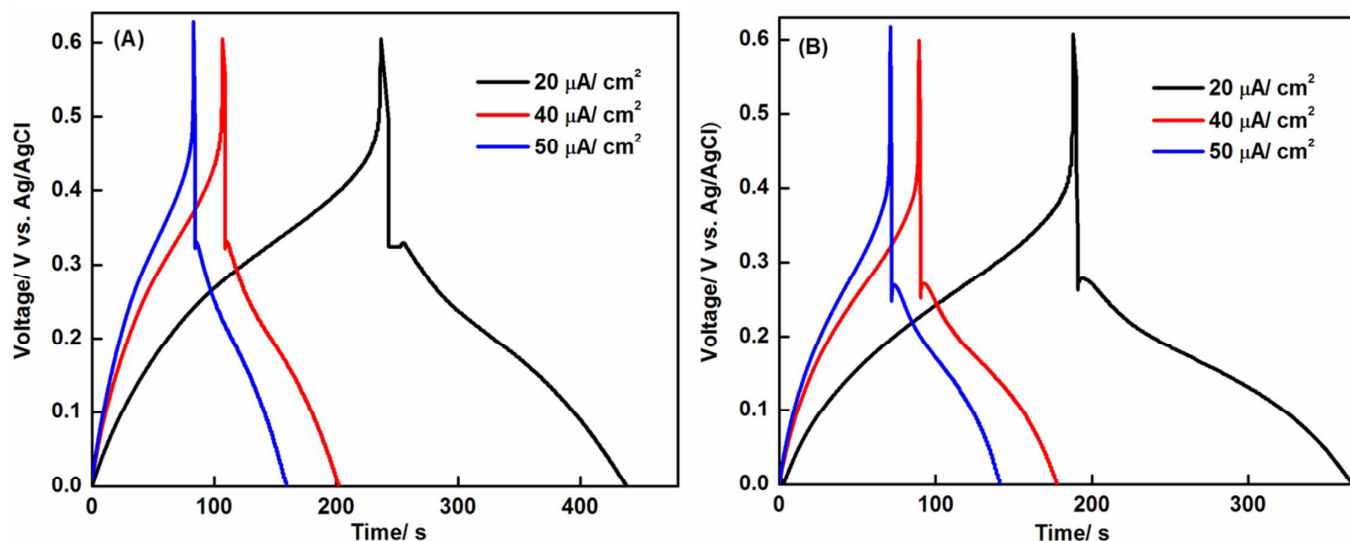 (A)
20 μA/ cm²
40 μA/ cm²
50 μA/ cm²
Voltage/ V vs. Ag/AgCl
0.6
0.5
0.4
0.3
0.2
0.1
0.0
0 100 200 300 400
Time/ s
(B)
20 μA/ cm²
40 μA/ cm²
50 μA/ cm²
Voltage/ V vs. Ag/AgCl)
0.6
0.5
0.4
0.3
0.2
0.1
0.0
0 100 200 300
Time/ s